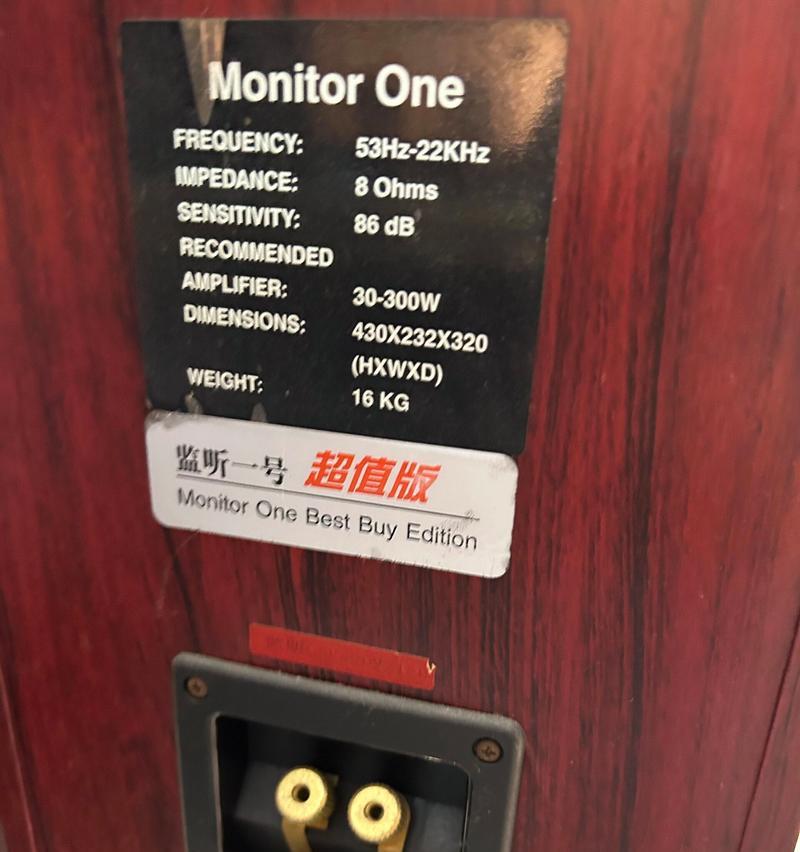 Monitor One
FREQUENCY: 53Hz-22KHz
IMPEDANCE: 8 Ohms
SENSITIVITY: 86 dB
RECOMMENDED
AMPLIFIER: 30-300W
DIMENSIONS: 430X232X320
(HXWXD)
WEIGHT: 16 KG
监听一号 超值版
Monitor One Best Buy Edition